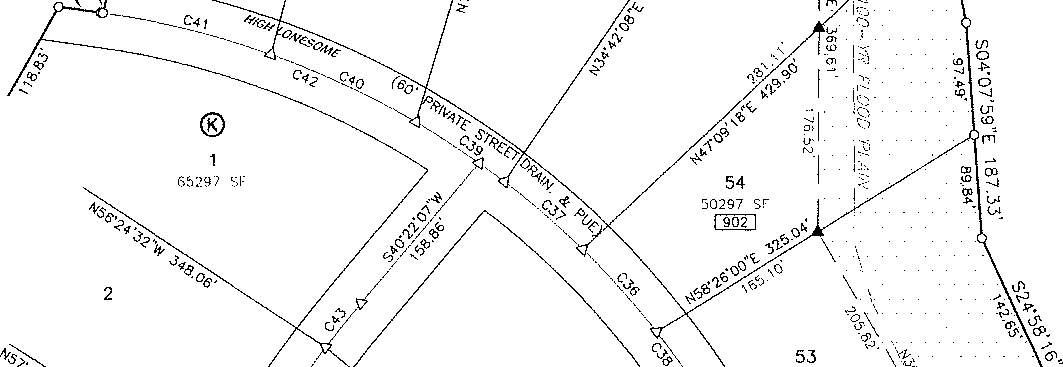 C41
HIGH LONESOME
118.83'
C42
C40
(60' PRIVATE STREET, DRAIN. & PUE)
C39
N34°42'08"E
281.11'
N47°09'18"E 429.90'
369.61'
176.52'
100-YR FLOOD PLAIN
S04°07'59"E 187.33'
97.49'
89.84'
K
1
65297 SF
54
50297 SF
902
S40°22'07"W
158.86'
C37
N56°24'32"W 348.06'
2
C43
C36
N58°26'00"E 325.04'
165.10'
C38
S24°58'16"
142.65'
205.82'
53
N57°